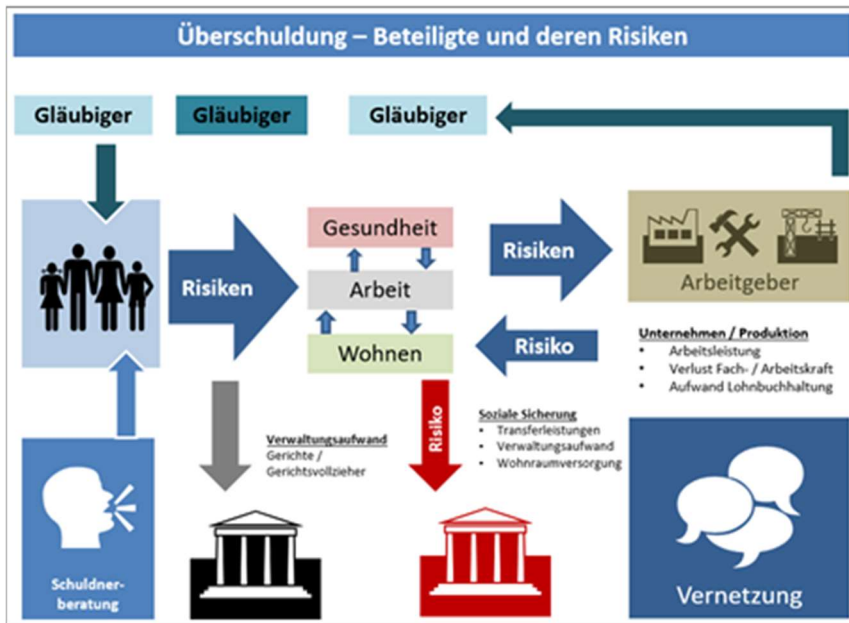 Überschuldung – Beteiligte und deren Risiken
Gläubiger
Gläubiger
Gläubiger
Risiken
Gesundheit
Arbeit
Wohnen
Risiken
Risiko
Arbeitgeber
Unternehmen / Produktion
• Arbeitsleistung
• Verlust Fach- / Arbeitskraft
• Aufwand Lohnbuchhaltung
Verwaltungsaufwand
Gerichte /
Gerichtsvollzieher
Risiko
Soziale Sicherung
• Transferleistungen
• Verwaltungsaufwand
• Wohnraumversorgung
Schuldner-
beratung
Vernetzung